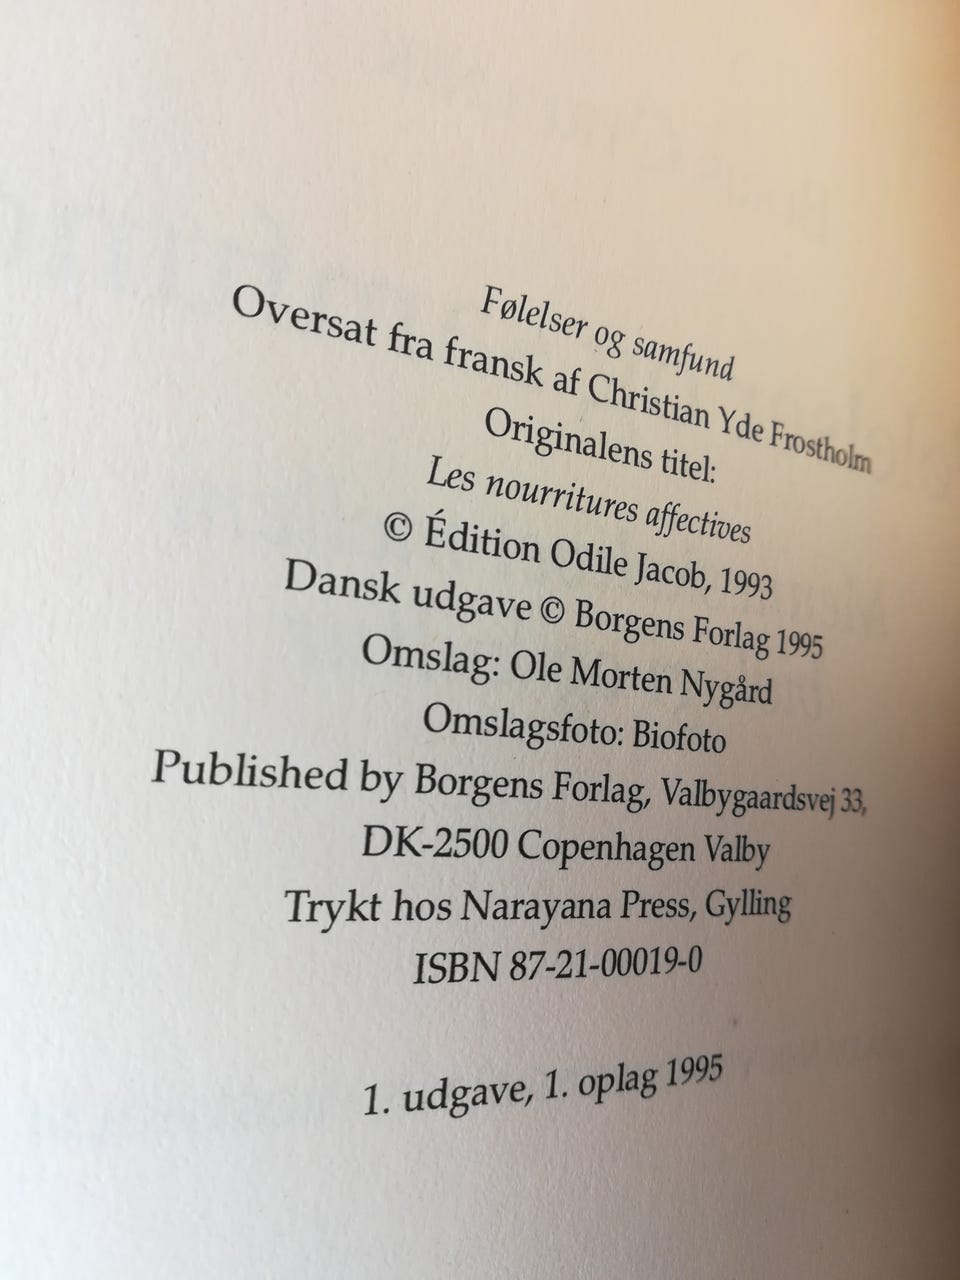 Følelser og samfund
Oversat fra fransk af Christian Yde Frostholm
Originalens titel:
Les nourritures affectives
© Édition Odile Jacob, 1993
Dansk udgave © Borgens Forlag 1995
Omslag: Ole Morten Nygård
Omslagsfoto: Biofoto
Published by Borgens Forlag, Valbygaardsvej 33,
DK-2500 Copenhagen Valby
Trykt hos Narayana Press, Gylling
ISBN 87-21-00019-0
1. udgave, 1. oplag 1995